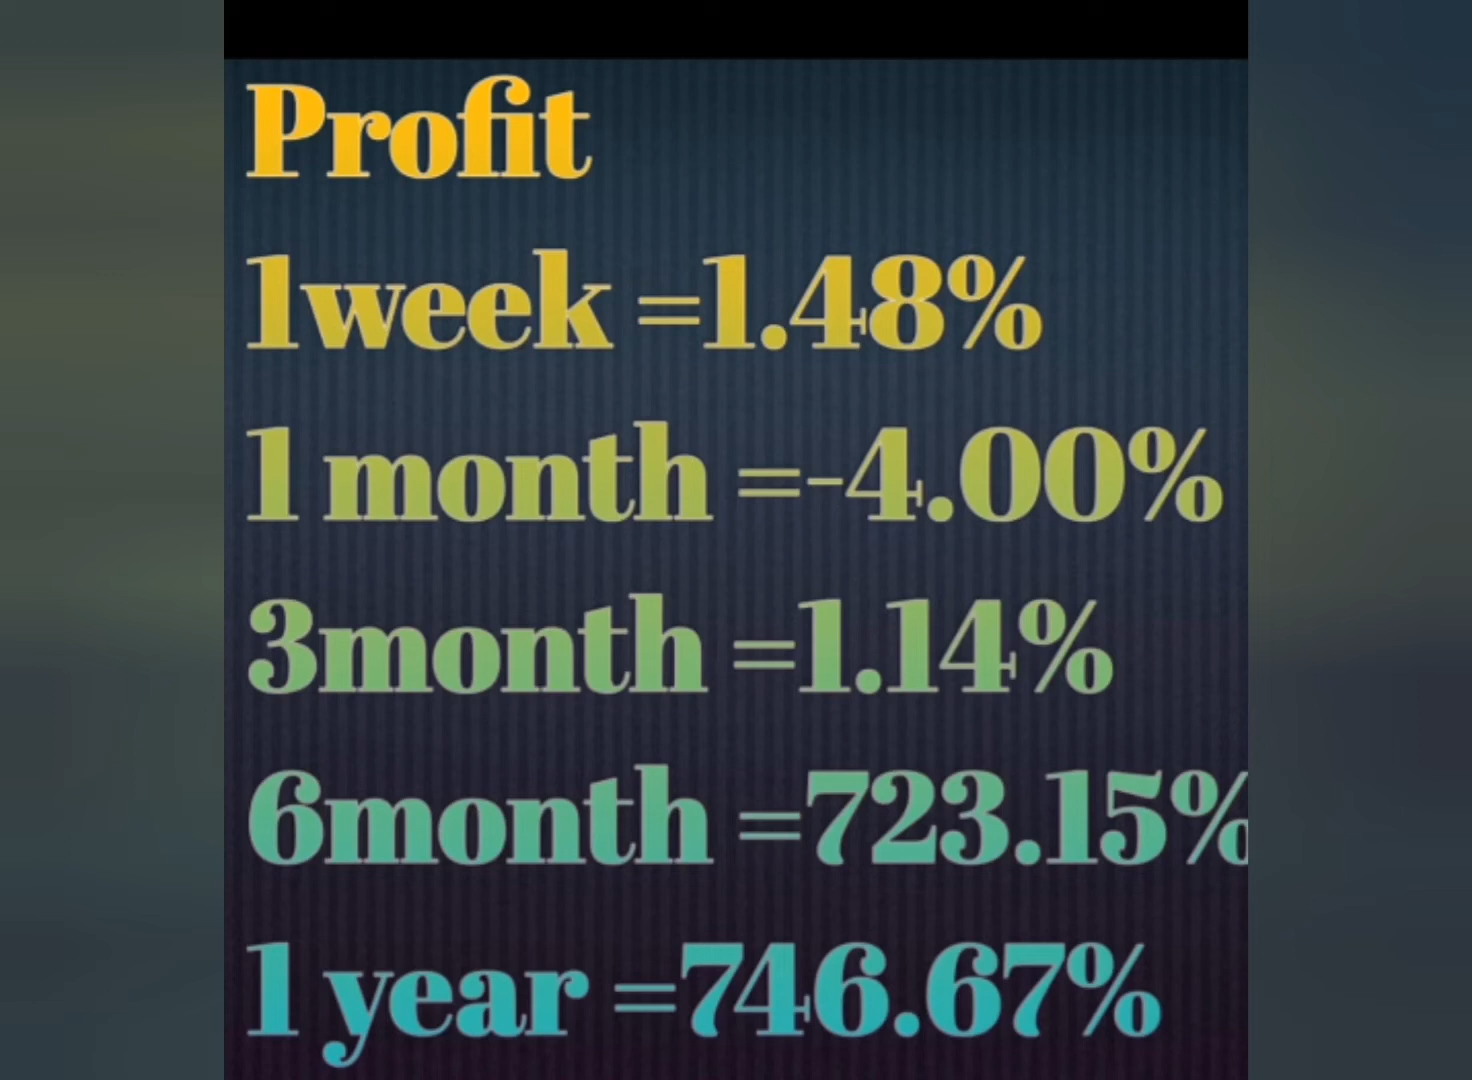 Profit
1week =1.48%
1 month =-4.00%
3month =1.14%
6month =723.15%
1 year =746.67%